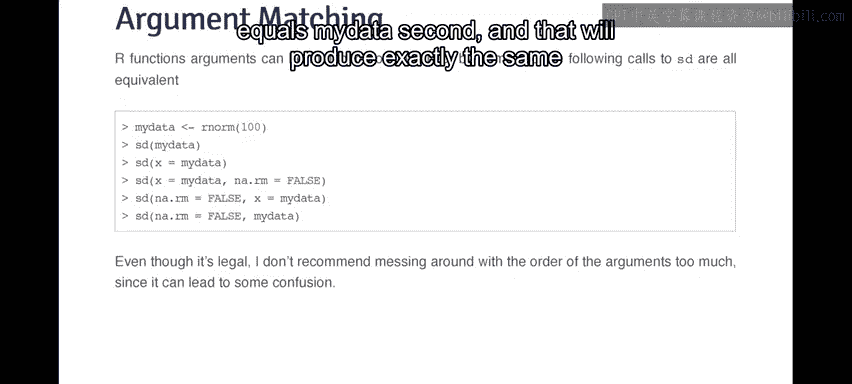 Argument Matching
equals mydata second, and that will
produce exactly the same
R functions arguments can following calls to sd are all
equivalent
> mydata <- rnorm(100)
> sd(mydata)
> sd(x = mydata)
> sd(x = mydata, na.rm = FALSE)
> sd(na.rm = FALSE, x = mydata)
> sd(na.rm = FALSE, mydata)
Even though it's legal, I don't recommend messing around with the order of the arguments too much,
since it can lead to some confusion.